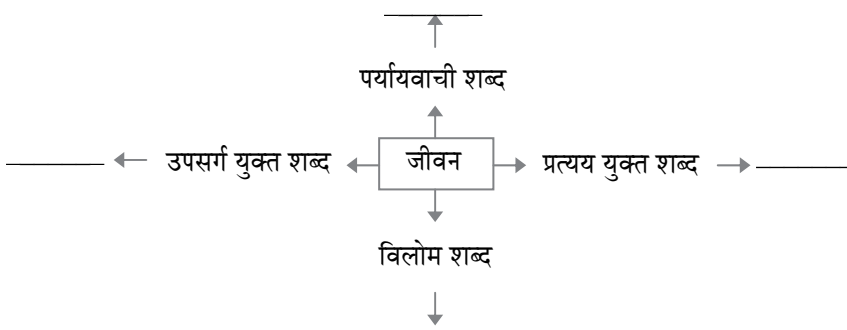 पर्यायवाची शब्द
उपसर्ग युक्त शब्द जीवन प्रत्यय युक्त शब्द
विलोम शब्द